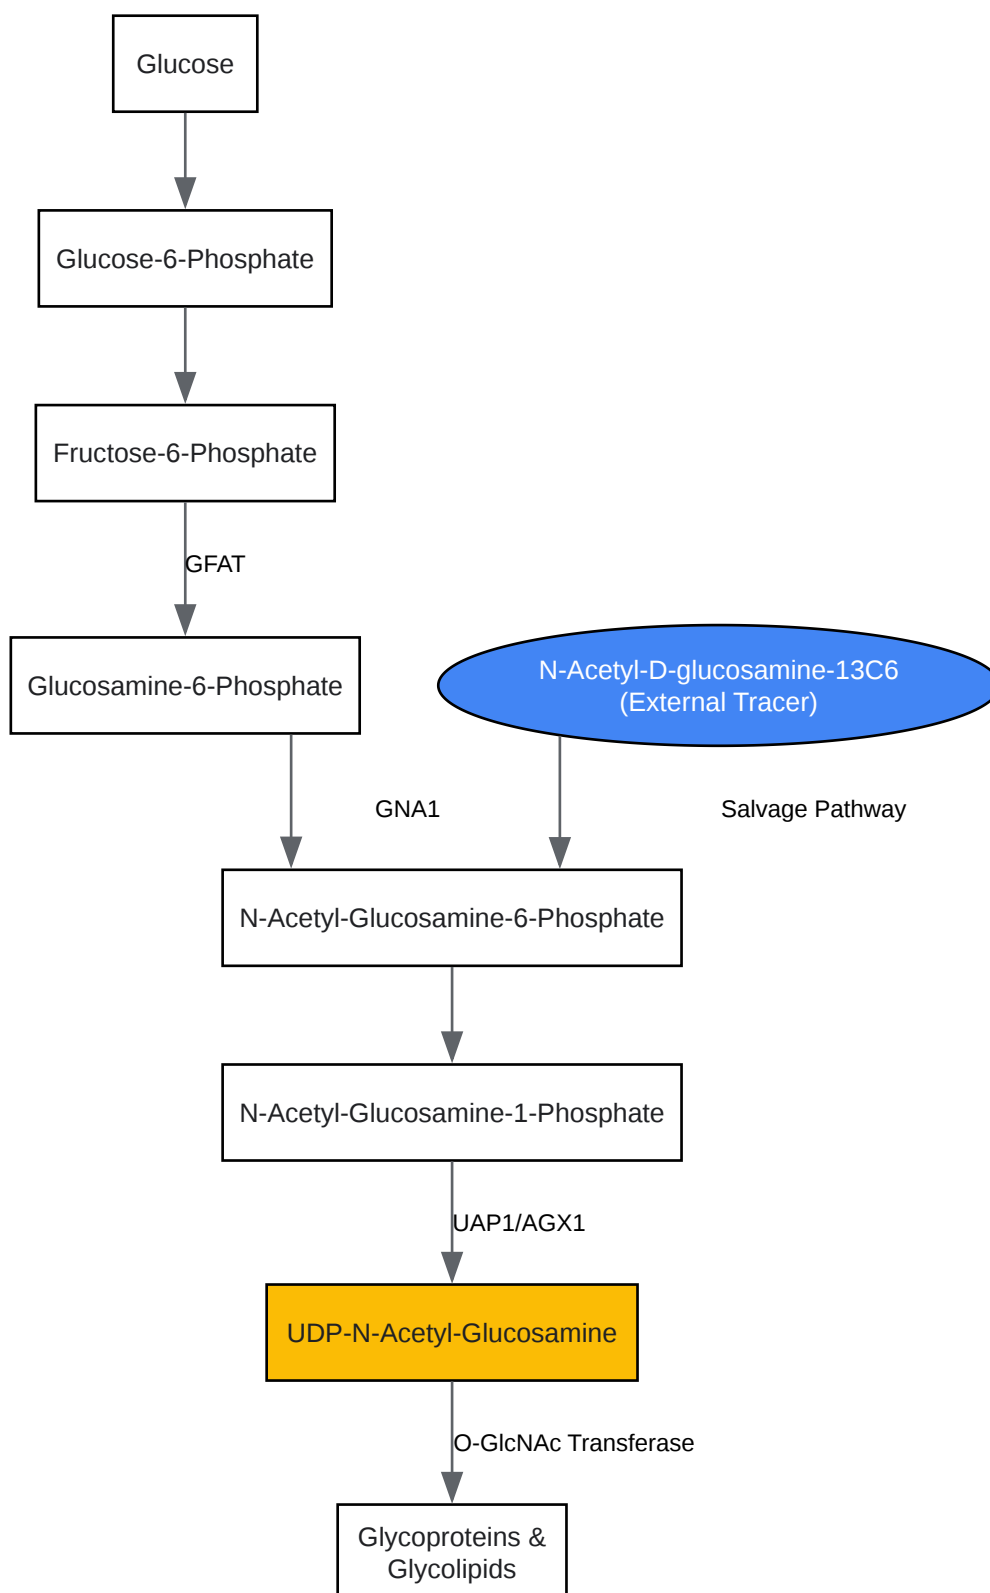 Glucose
Glucose-6-Phosphate
Fructose-6-Phosphate
GFAT
Glucosamine-6-Phosphate
N-Acetyl-D-glucosamine-13C6
(External Tracer)
GNA1
Salvage Pathway
N-Acetyl-Glucosamine-6-Phosphate
N-Acetyl-Glucosamine-1-Phosphate
UAP1/AGX1
UDP-N-Acetyl-Glucosamine
O-GlcNAc Transferase
Glycoproteins &
Glycolipids